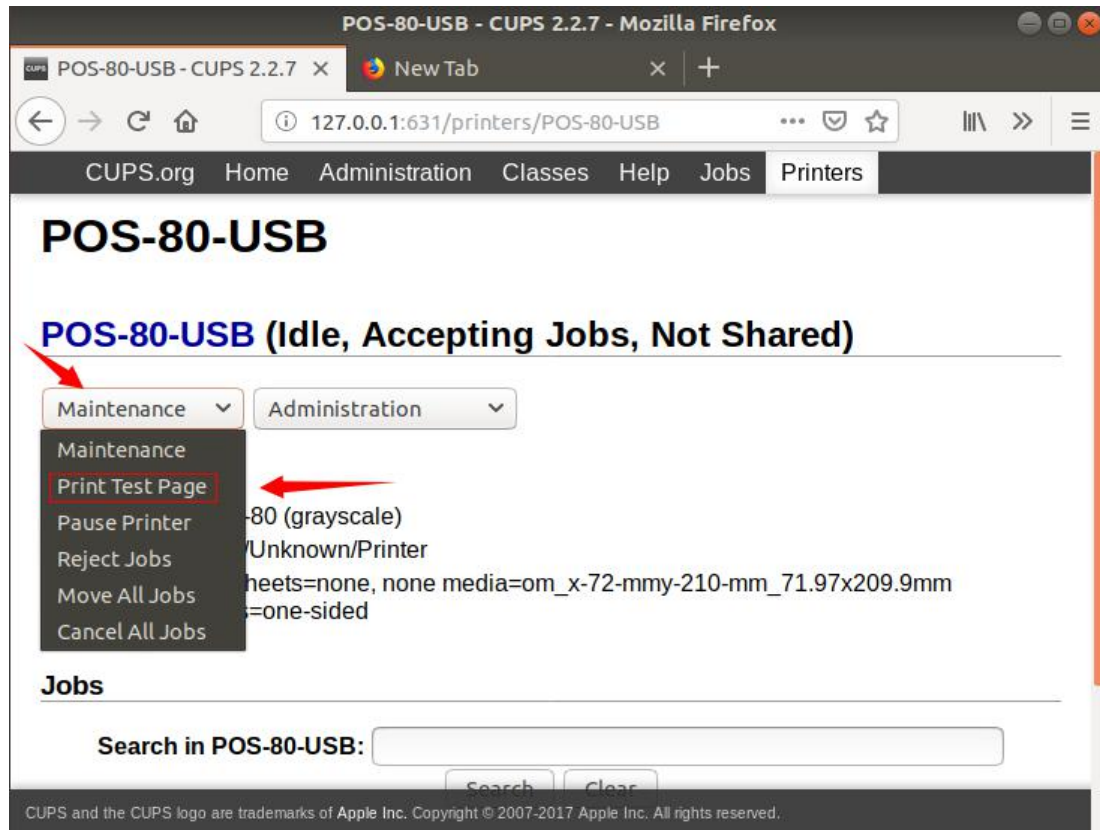 POS-80-USB - CUPS 2.2.7 - Mozilla Firefox
CUPS POS-80-USB - CUPS 2.2.7 New Tab
127.0.0.1:631/printers/POS-80-USB
CUPS.org Home Administration Classes Help Jobs Printers
POS-80-USB
POS-80-USB (Idle, Accepting Jobs, Not Shared)
Maintenance Administration
Maintenance
Print Test Page
Pause Printer -80 (grayscale)
Reject Jobs /Unknown/Printer
Move All Jobs heets=none, none media=om_x-72-mmy-210-mm_71.97x209.9mm
Cancel All Jobs =one-sided
Jobs
Search in POS-80-USB:
Search Clear
CUPS and the CUPS logo are trademarks of Apple Inc. Copyright © 2007-2017 Apple Inc. All rights reserved.